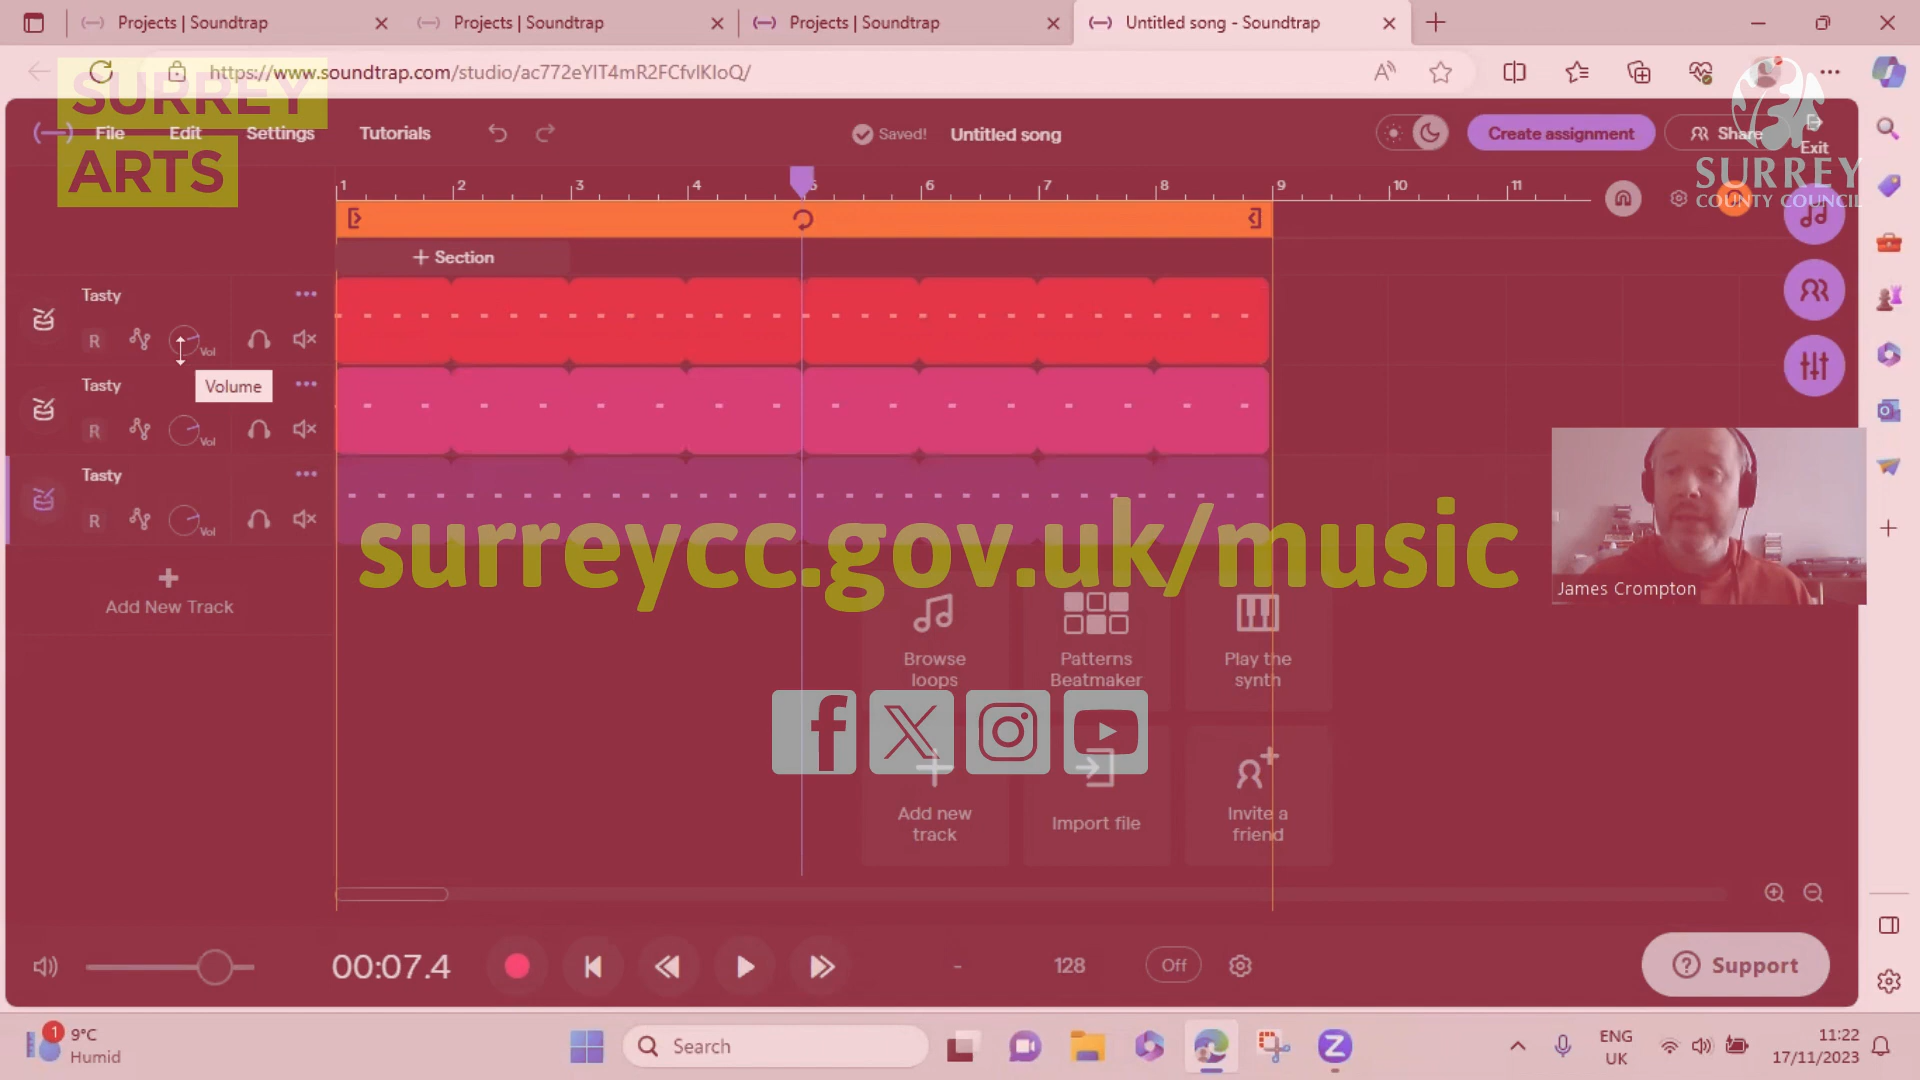 Projects | Soundtrap
Projects | Soundtrap
Projects | Soundtrap
Untitled song - Soundtrap
https://www.soundtrap.com/studio/ac772eYIT4mR2FCfvIKIoQ/
SURREY
ARTS
File Edit Settings Tutorials
Saved!
Untitled song
Create assignment
Share
Exit
SURREY
COUNTY COUNCIL
1 2 3 4 5 6 7 8 9 10 11
+ Section
Tasty
R Vol
Volume
Tasty
R Vol
Tasty
R Vol
Add New Track
surreycc.gov.uk/music
James Crompton
Browse
loops
Patterns
Beatmaker
Play the
synth
Add new
track
Import file
Invite a
friend
00:07.4
-
128
Off
Support
1
9°C
Humid
Search
ENG
UK
11:22
17/11/2023